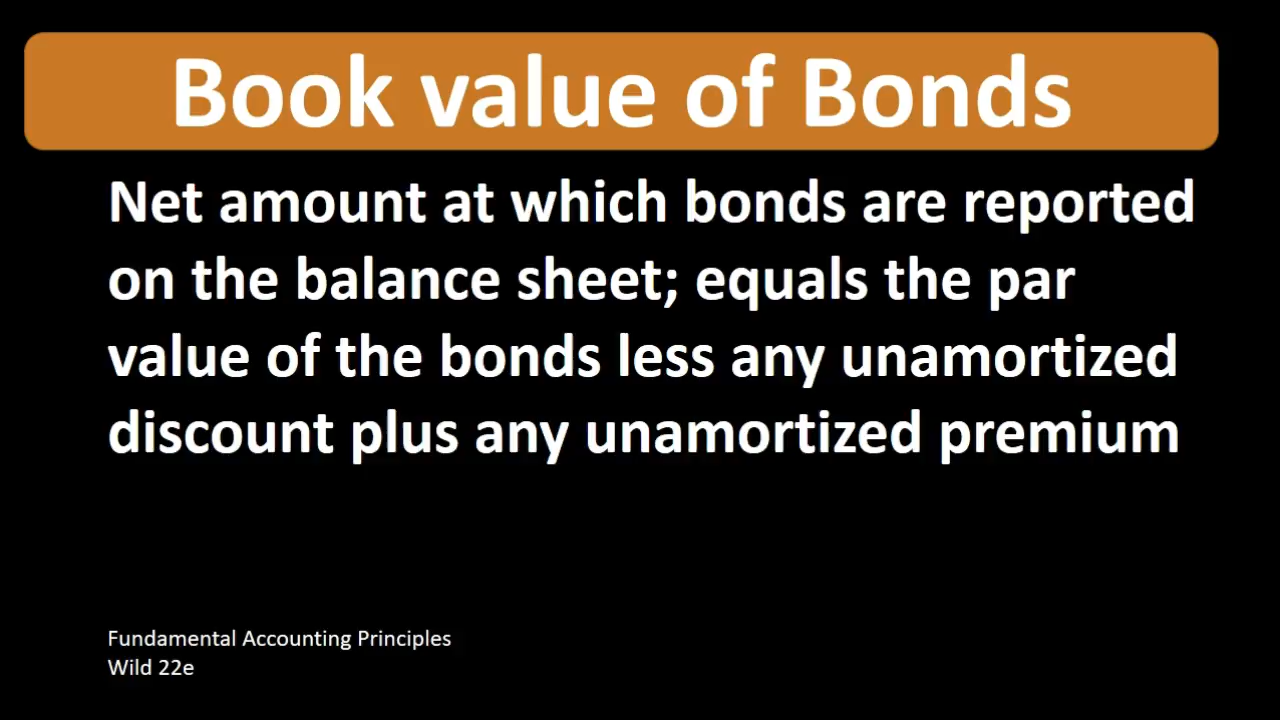 Book value of Bonds
Net amount at which bonds are reported
on the balance sheet; equals the par
value of the bonds less any unamortized
discount plus any unamortized premium
Fundamental Accounting Principles
Wild 22e